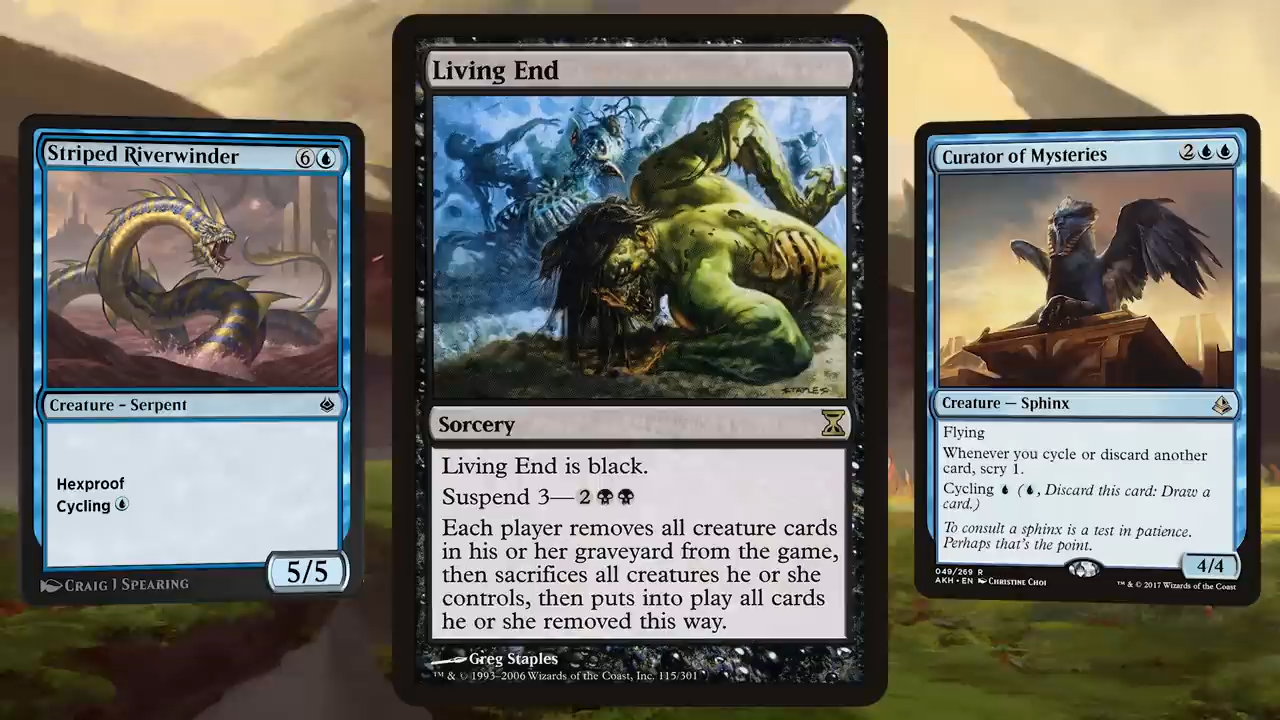 Striped Riverwinder 6
Creature – Serpent
Hexproof
Cycling
5/5
CRAIG J SPEARING
Living End
STAPLES
Sorcery
Living End is black.
Suspend 3— 2
Each player removes all creature cards
in his or her graveyard from the game,
then sacrifices all creatures he or she
controls, then puts into play all cards
he or she removed this way.
Greg Staples
™ & © 1993–2006 Wizards of the Coast, Inc. 115/301
Curator of Mysteries 2
Creature — Sphinx
Flying
Whenever you cycle or discard another
card, scry 1.
Cycling ( , Discard this card: Draw a
card.)
To consult a sphinx is a test in patience.
Perhaps that's the point.
4/4
049/269 R
AKH • EN CHRISTINE CHOI
™ & © 2017 Wizards of the Coast